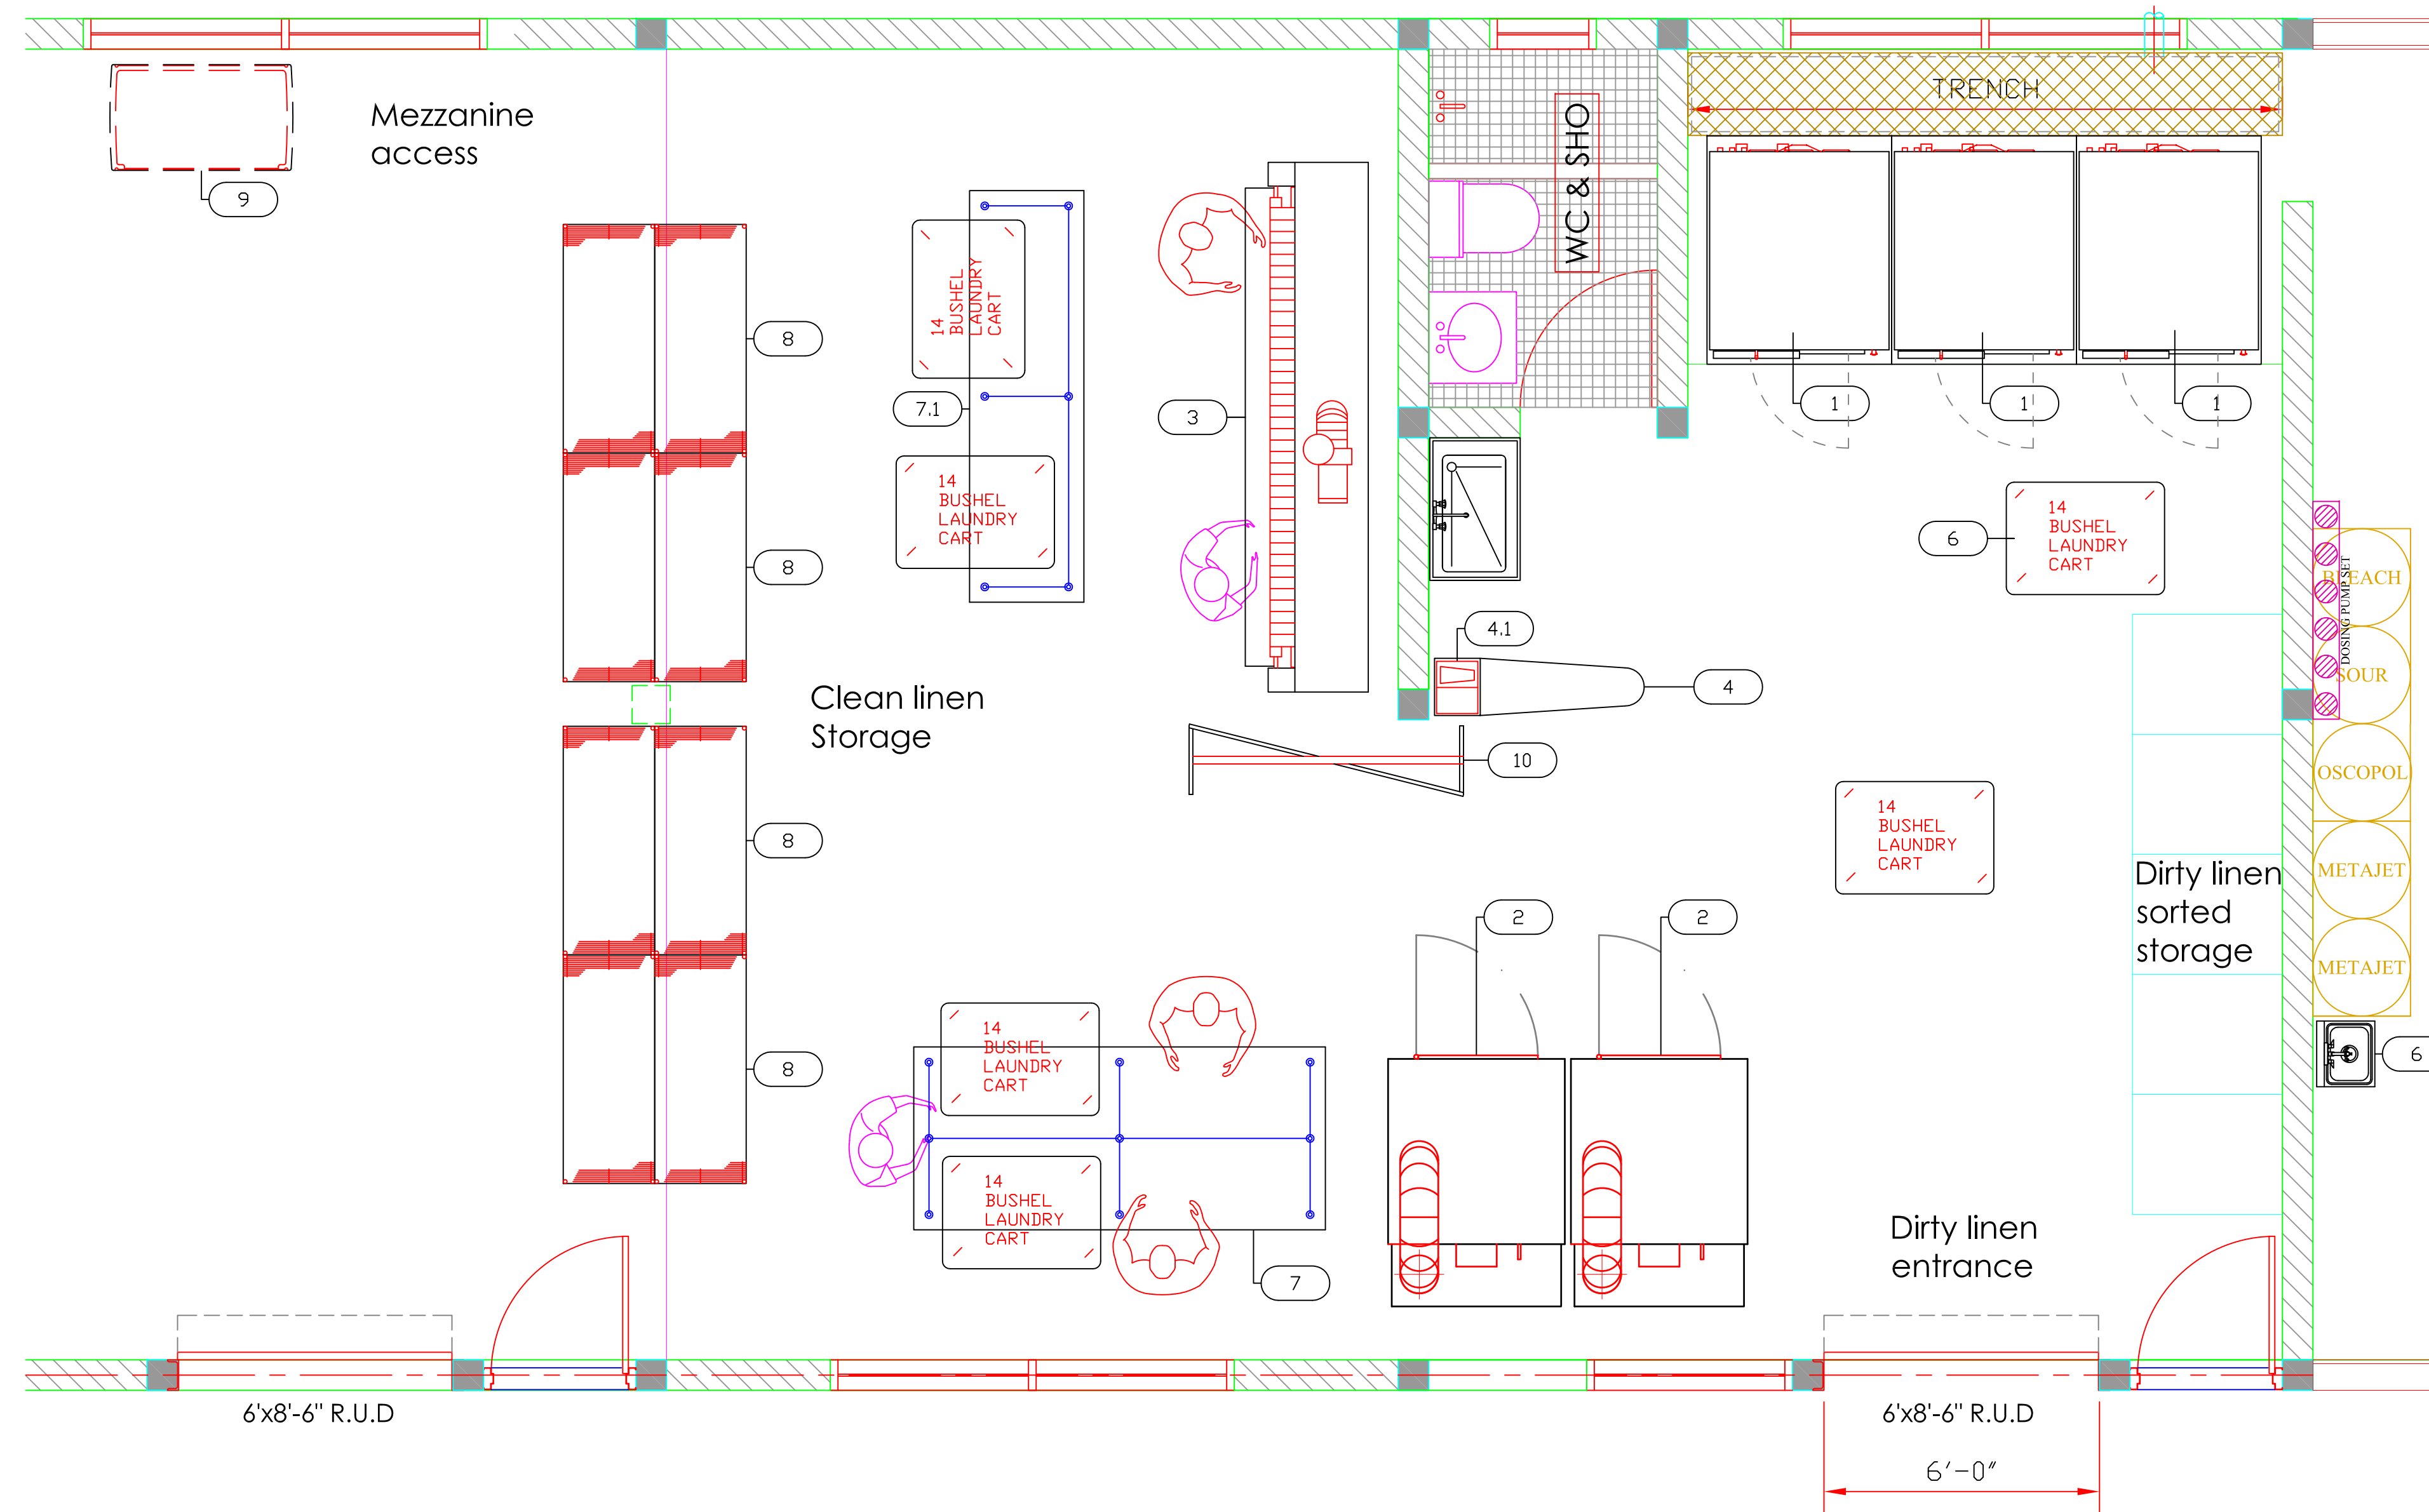 TRENCH
Mezzanine
access
9
WC & SHO
14
BUSHEL
LAUNDRY
CART
8
7.1
3
1
1
1
14
BUSHEL
LAUNDRY
CART
14
BUSHEL
LAUNDRY
CART
6
8
BLEACH
DOSING PUMP SET
SOUR
OSCOPOL
METAJET
METAJET
4.1
4
Clean linen
Storage
10
14
BUSHEL
LAUNDRY
CART
8
Dirty linen
sorted
storage
2
2
14
BUSHEL
LAUNDRY
CART
8
6
14
BUSHEL
LAUNDRY
CART
7
Dirty linen
entrance
6'x8'-6" R.U.D
6'x8'-6" R.U.D
6'-0"